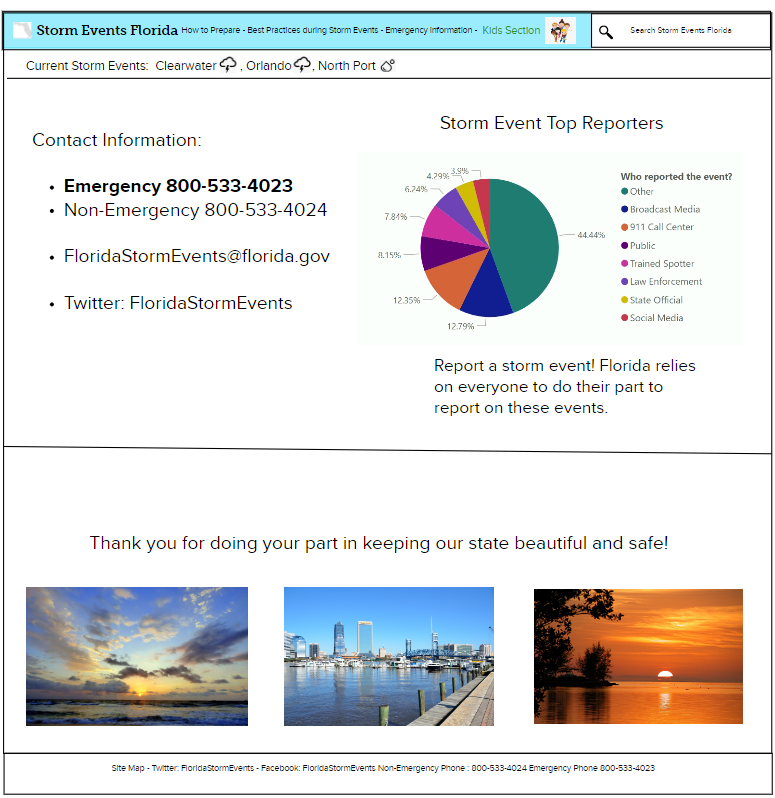 Storm Events Florida How to Prepare - Best Practices during Storm Events - Emergency Information - Kids Section
Search Storm Events Florida
Current Storm Events: Clearwater , Orlando , North Port
Contact Information:
• Emergency 800-533-4023
• Non-Emergency 800-533-4024
• FloridaStormEvents@florida.gov
• Twitter: FloridaStormEvents
Storm Event Top Reporters
3.9%
4.29%
6.24%
7.84%
8.15%
12.35%
12.79%
44.44%
Who reported the event?
Other
Broadcast Media
911 Call Center
Public
Trained Spotter
Law Enforcement
State Official
Social Media
Report a storm event! Florida relies
on everyone to do their part to
report on these events.
Thank you for doing your part in keeping our state beautiful and safe!
Site Map - Twitter: FloridaStormEvents - Facebook: FloridaStormEvents Non-Emergency Phone : 800-533-4024 Emergency Phone 800-533-4023